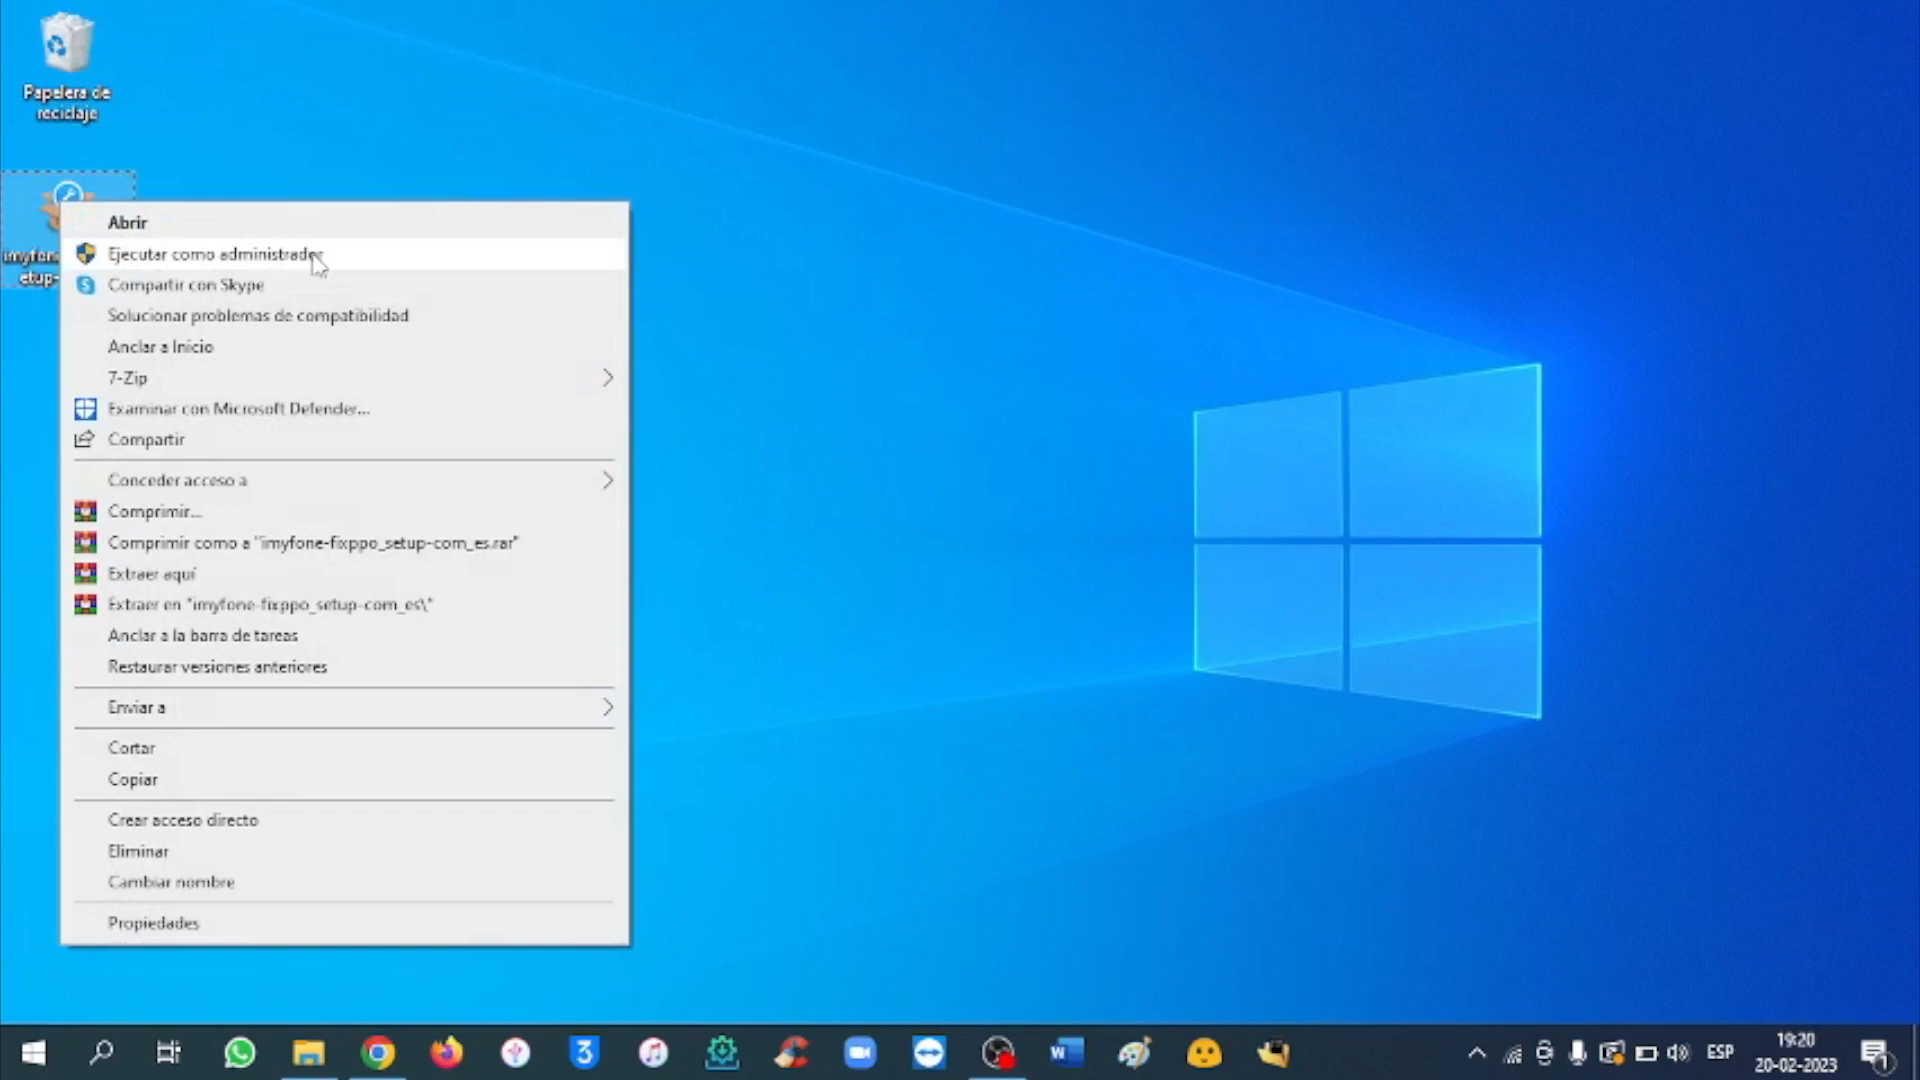 Papelera de
reciclaje
etup-
Abrir
Ejecutar como administrador
Compartir con Skype
Solucionar problemas de compatibilidad
Anclar a Inicio
7-Zip
Examinar con Microsoft Defender...
Compartir
Conceder acceso a
Comprimir...
Comprimir como a "imyfone-fixppo_setup-com_es.rar"
Extraer aquí
Extraer en "imyfone-fixppo_setup-com_es\"
Anclar a la barra de tareas
Restaurar versiones anteriores
Enviar a
Cortar
Copiar
Crear acceso directo
Eliminar
Cambiar nombre
Propiedades
3
W
ESP
19:20
20-02-2023
1